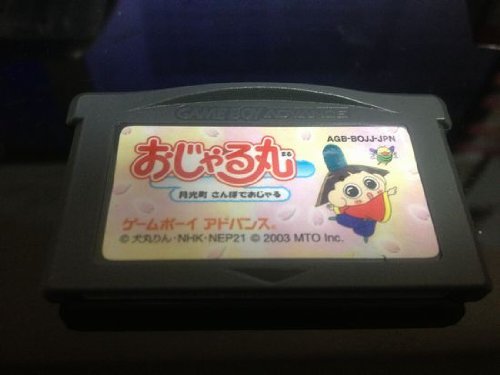 GAME BOY ADVANCE
AGB-BOJJ-JPN
おじゃる丸
まる
月光町 さんぽでおじゃる
ゲームボーイ アドバンス®
© 犬丸りん・NHK・NEP21 © 2003 MTO Inc.